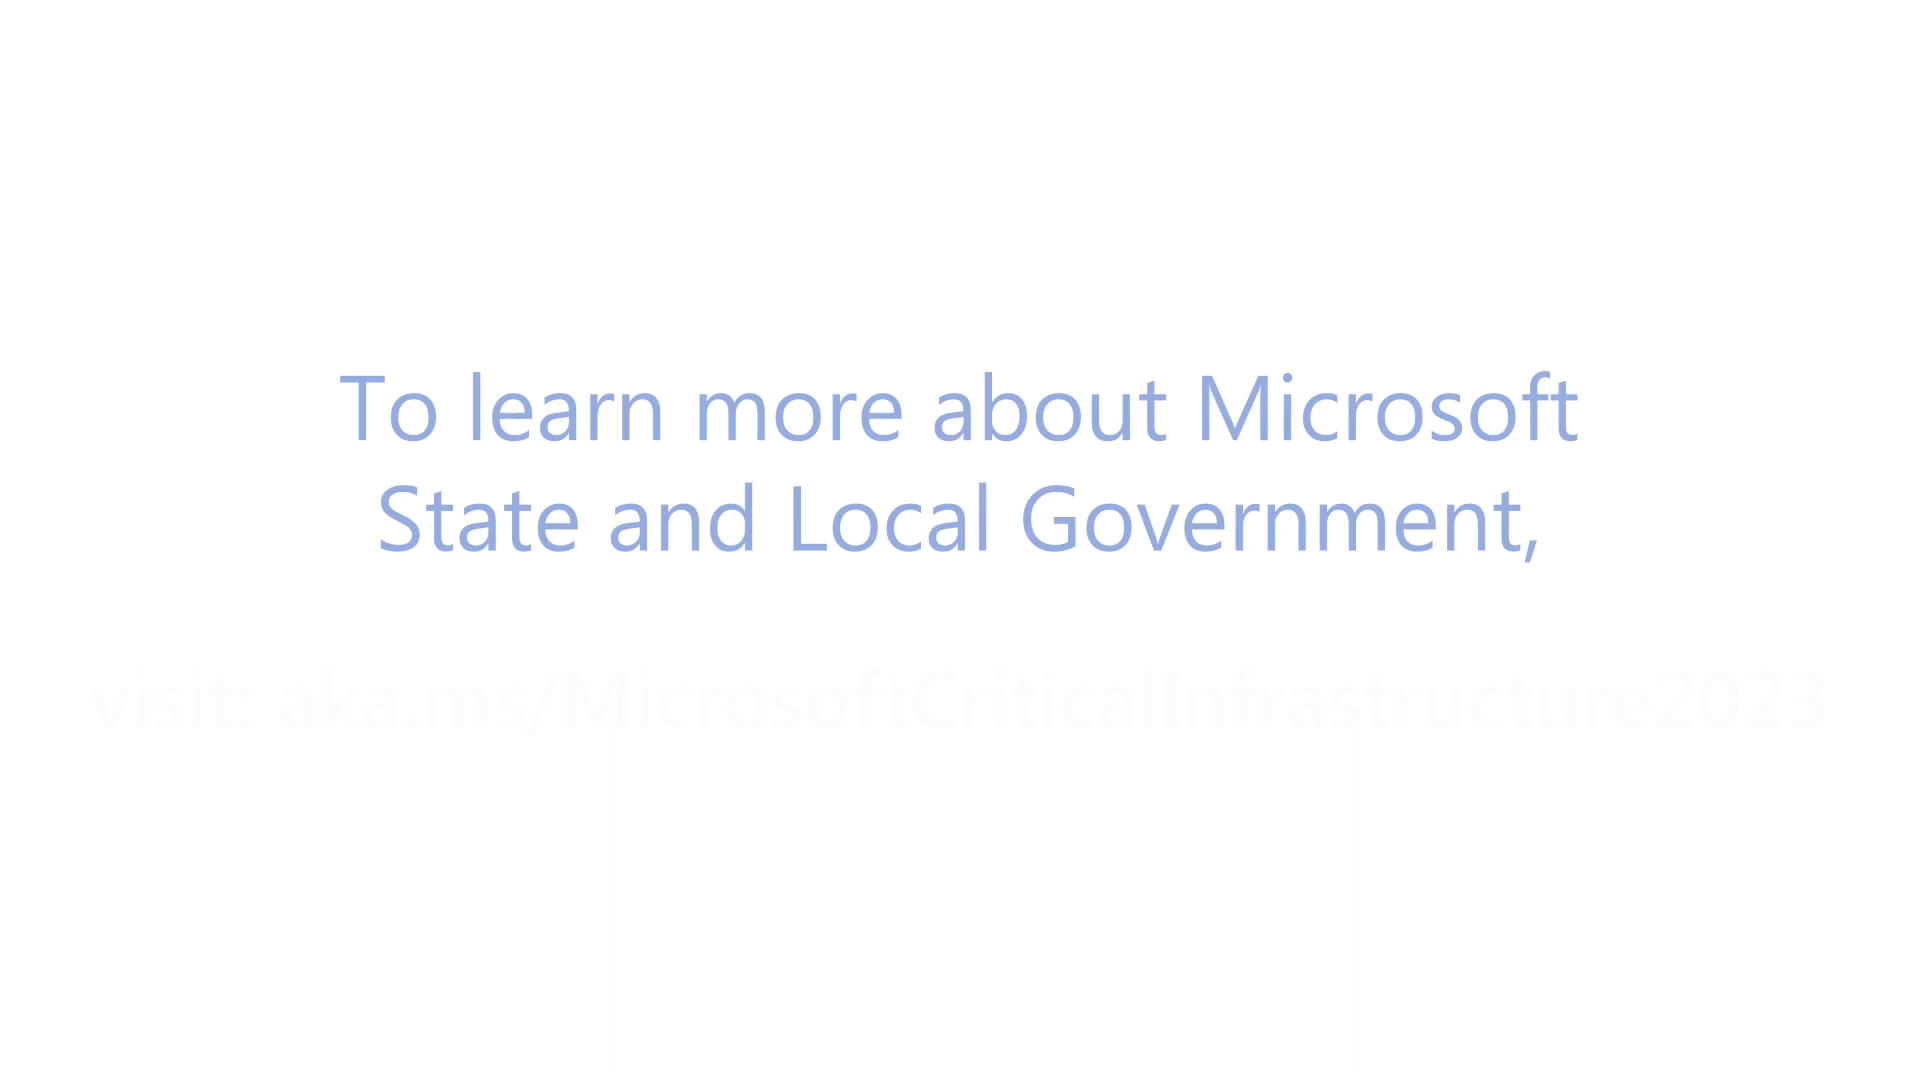 To learn more about Microsoft
State and Local Government,
visit: aka.ms/MicrosoftCriticalInfrastructure2023